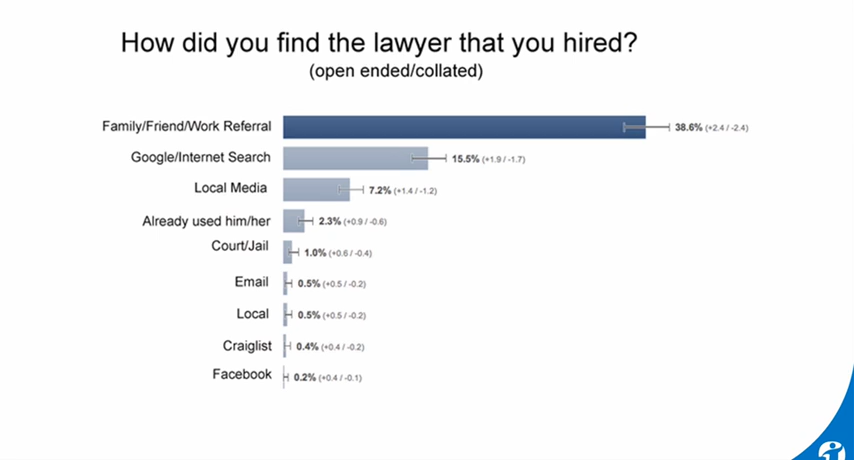 How did you find the lawyer that you hired?
(open ended/collated)
Family/Friend/Work Referral 38.6% (+2.4 / -2.4)
Google/Internet Search 15.5% (+1.9 / -1.7)
Local Media 7.2% (+1.4 / -1.2)
Already used him/her 2.3% (+0.9 / -0.6)
Court/Jail 1.0% (+0.6 / -0.4)
Email 0.5% (+0.5 / -0.2)
Local 0.5% (+0.5 / -0.2)
Craiglist 0.4% (+0.4 / -0.2)
Facebook 0.2% (+0.4 / -0.1)